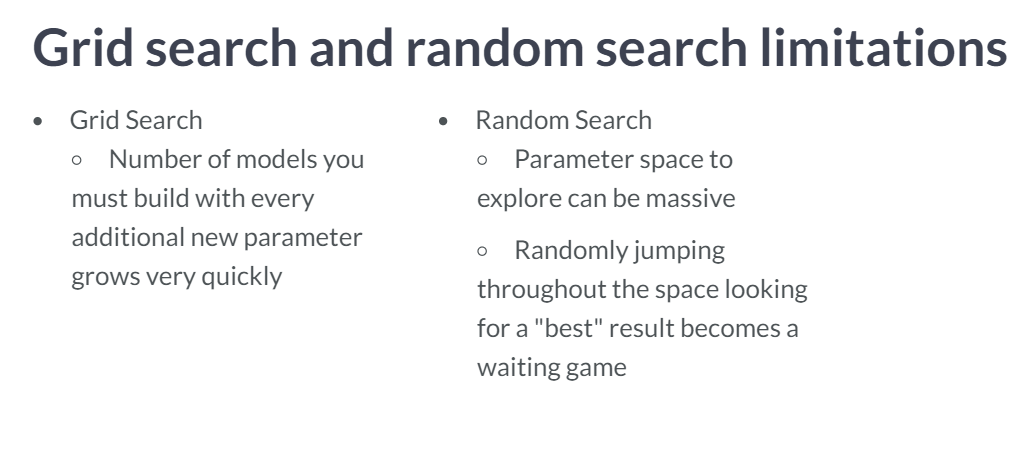 Grid search and random search limitations
• Grid Search
○ Number of models you
must build with every
additional new parameter
grows very quickly
• Random Search
○ Parameter space to
explore can be massive
○ Randomly jumping
throughout the space looking
for a "best" result becomes a
waiting game